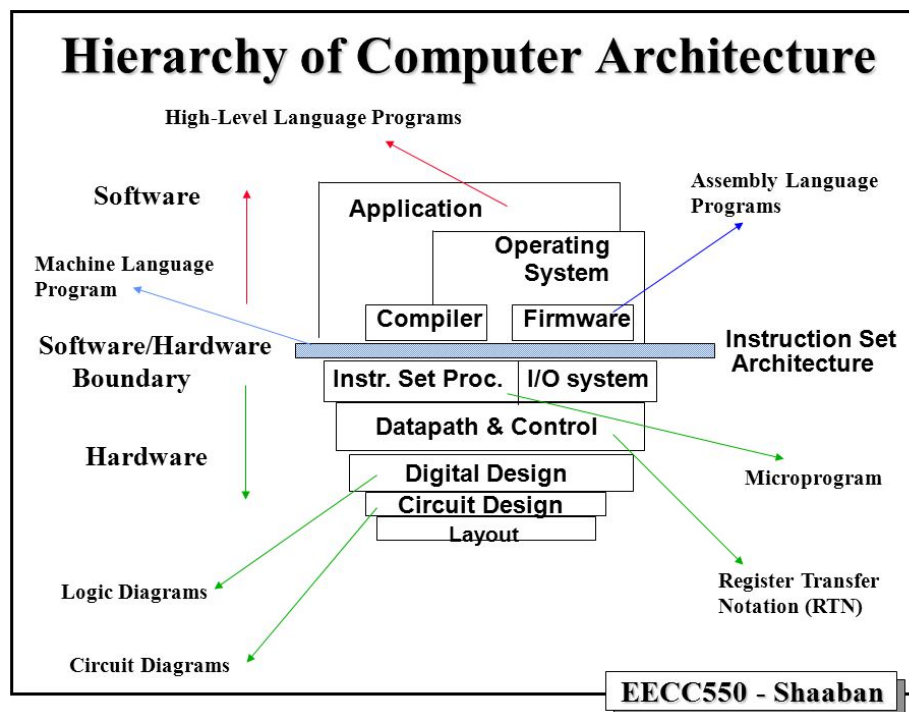 Hierarchy of Computer Architecture
High-Level Language Programs
Software
Application
Assembly Language
Programs
Operating
System
Machine Language
Program
Compiler
Firmware
Software/Hardware
Boundary
Instruction Set
Architecture
Instr. Set Proc.
I/O system
Datapath & Control
Hardware
Digital Design
Microprogram
Circuit Design
Layout
Logic Diagrams
Register Transfer
Notation (RTN)
Circuit Diagrams
EECC550 - Shaaban